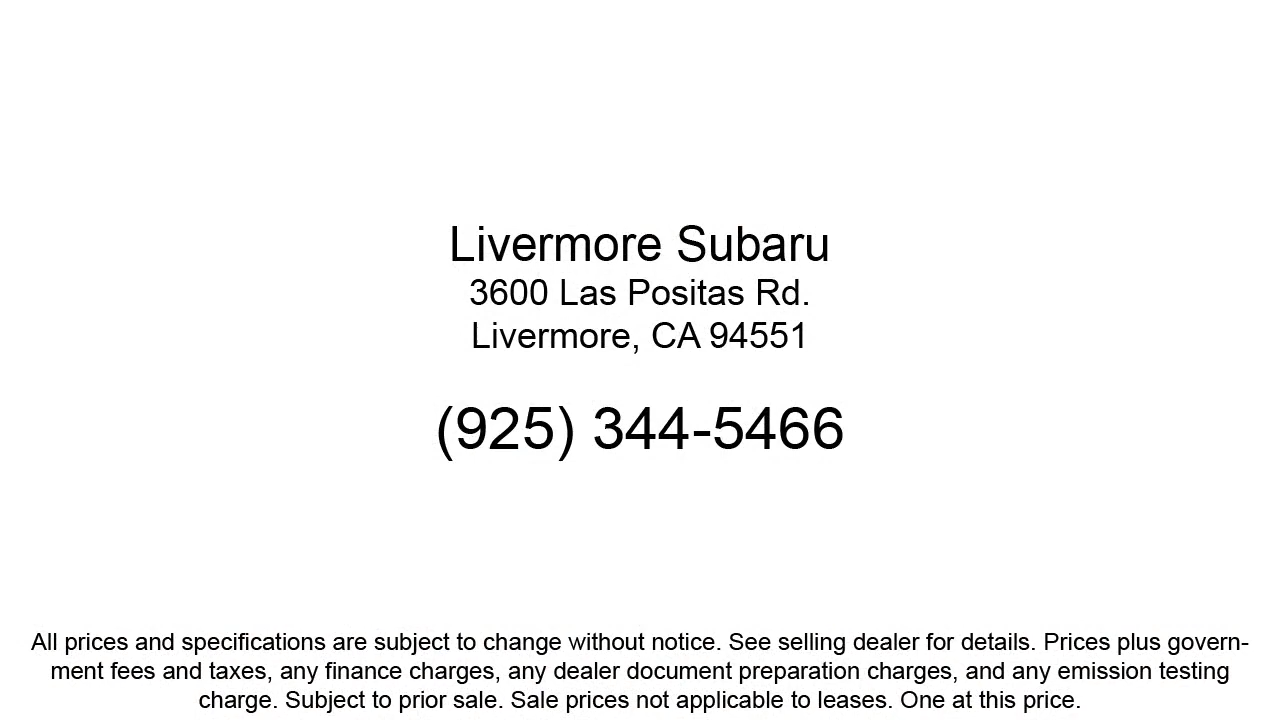 Livermore Subaru
3600 Las Positas Rd.
Livermore, CA 94551
(925) 344-5466
All prices and specifications are subject to change without notice. See selling dealer for details. Prices plus govern-
ment fees and taxes, any finance charges, any dealer document preparation charges, and any emission testing
charge. Subject to prior sale. Sale prices not applicable to leases. One at this price.